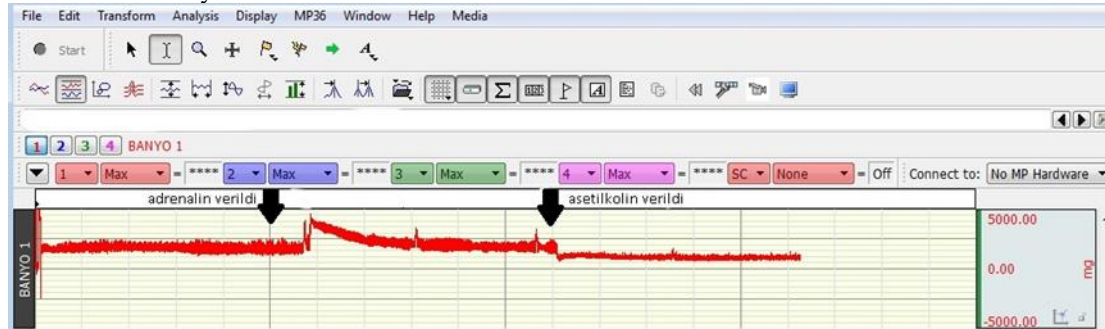 File Edit Transform Analysis Display MP36 Window Help Media
Start
1 2 3 4 BANYO 1
1 Max = **** 2 Max = **** 3 Max = **** 4 Max = **** SC None = Off Connect to: No MP Hardware
adrenalin verildi asetilkolin verildi
5000.00
BANYO 1
0.00 mg
-5000.00